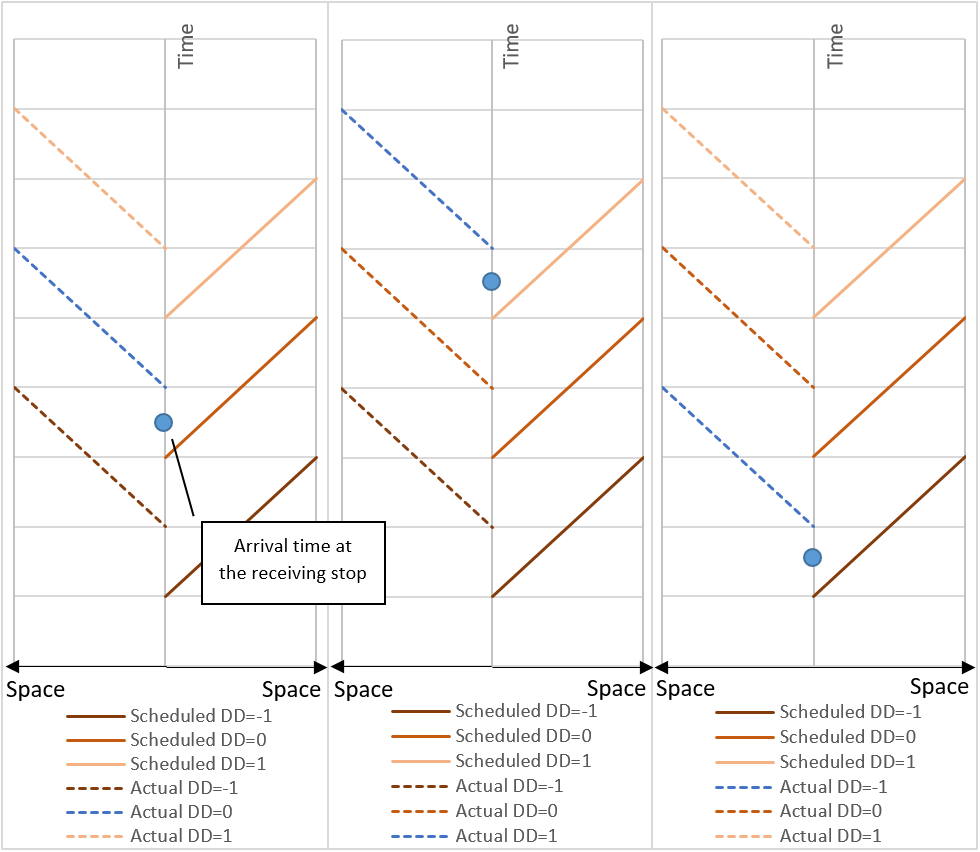 Time
Time
Time
Arrival time at
the receiving stop
Space
Space
Space
Space
Space
Space
Scheduled DD=-1
Scheduled DD=0
Scheduled DD=1
Actual DD=-1
Actual DD=0
Actual DD=1
Scheduled DD=-1
Scheduled DD=0
Scheduled DD=1
Actual DD=-1
Actual DD=0
Actual DD=1
Scheduled DD=-1
Scheduled DD=0
Scheduled DD=1
Actual DD=-1
Actual DD=0
Actual DD=1